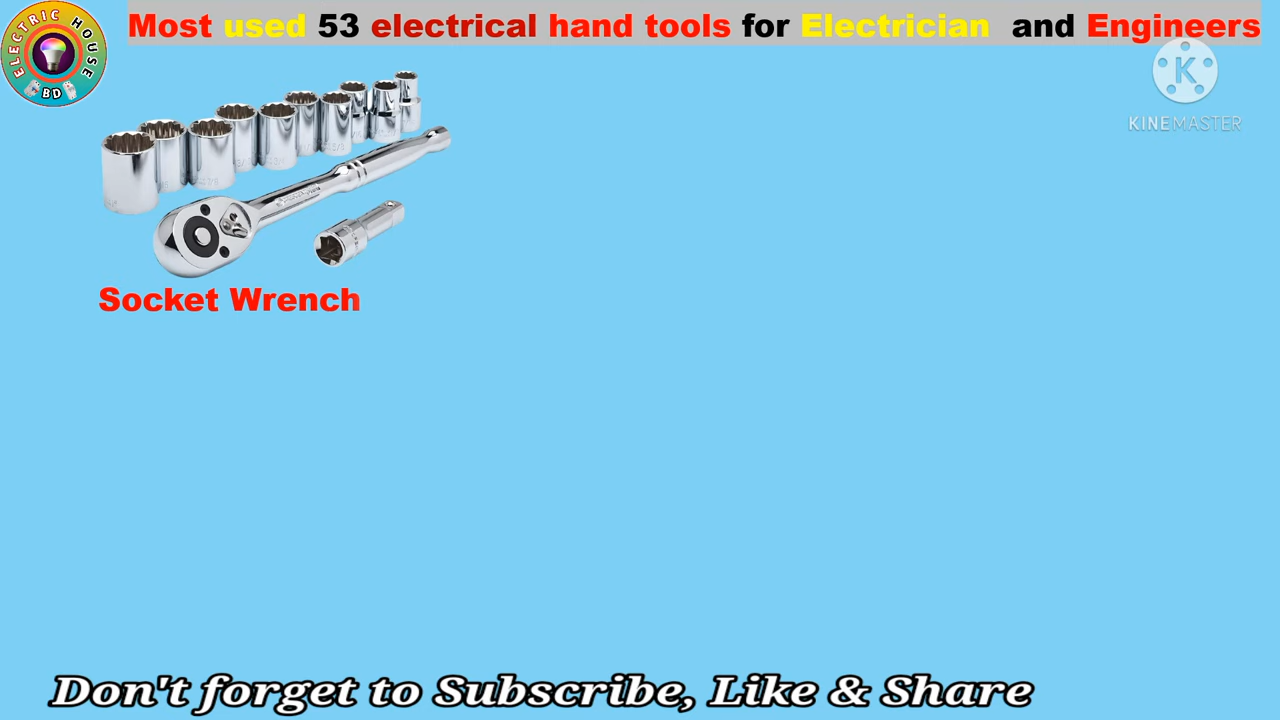 Most used 53 electrical hand tools for Electrician and Engineers
ELECTRIC HOUSE
BD
KINEMASTER
Socket Wrench
Don't forget to Subscribe, Like & Share